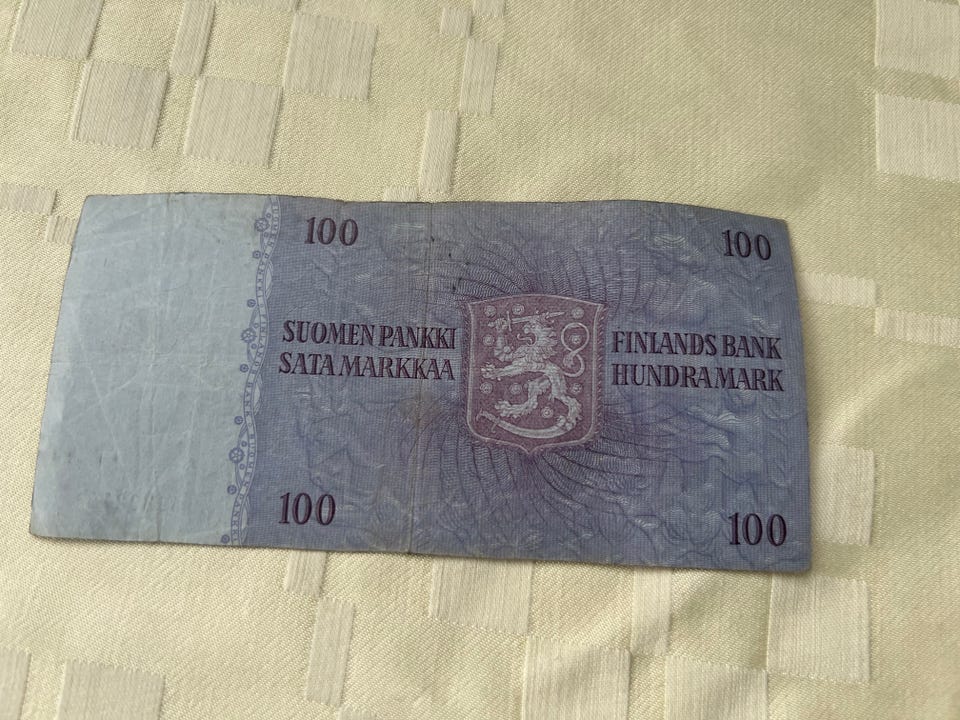 100
100
SUOMEN PANKKI
SATA MARKKAA
FINLANDS BANK
HUNDRA MARK
100
100